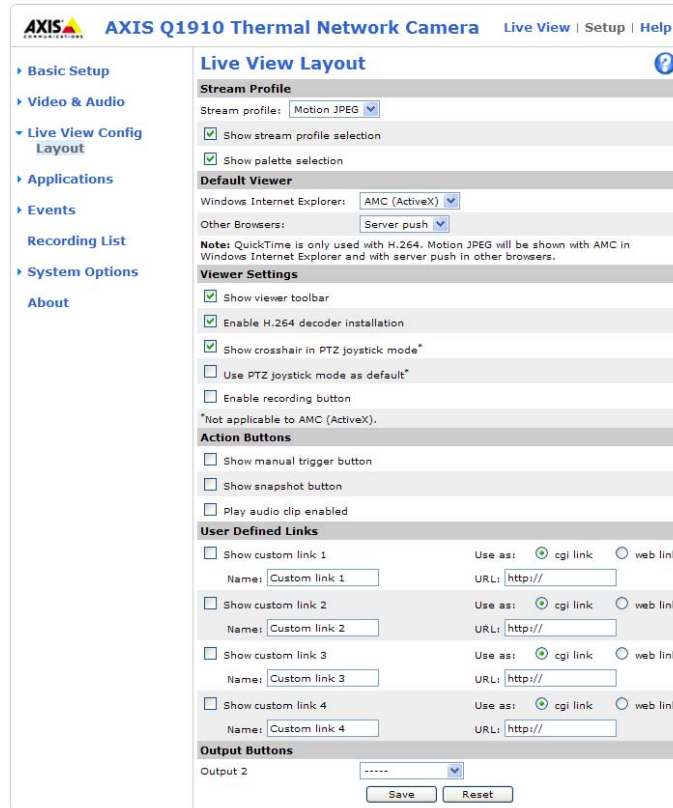 AXIS COMMUNICATIONS
AXIS Q1910 Thermal Network Camera
Live View | Setup | Help
Basic Setup
Video & Audio
Live View Config
Layout
Applications
Events
Recording List
System Options
About
Live View Layout
?
Stream Profile
Stream profile: Motion JPEG
Show stream profile selection
Show palette selection
Default Viewer
Windows Internet Explorer: AMC (ActiveX)
Other Browsers: Server push
Note: QuickTime is only used with H.264. Motion JPEG will be shown with AMC in
Windows Internet Explorer and with server push in other browsers.
Viewer Settings
Show viewer toolbar
Enable H.264 decoder installation
Show crosshair in PTZ joystick mode*
Use PTZ joystick mode as default*
Enable recording button
*Not applicable to AMC (ActiveX).
Action Buttons
Show manual trigger button
Show snapshot button
Play audio clip enabled
User Defined Links
Show custom link 1 Use as: cgi link web lin
Name: Custom link 1 URL: http://
Show custom link 2 Use as: cgi link web lin
Name: Custom link 2 URL: http://
Show custom link 3 Use as: cgi link web lin
Name: Custom link 3 URL: http://
Show custom link 4 Use as: cgi link web lin
Name: Custom link 4 URL: http://
Output Buttons
Output 2 -----
Save Reset